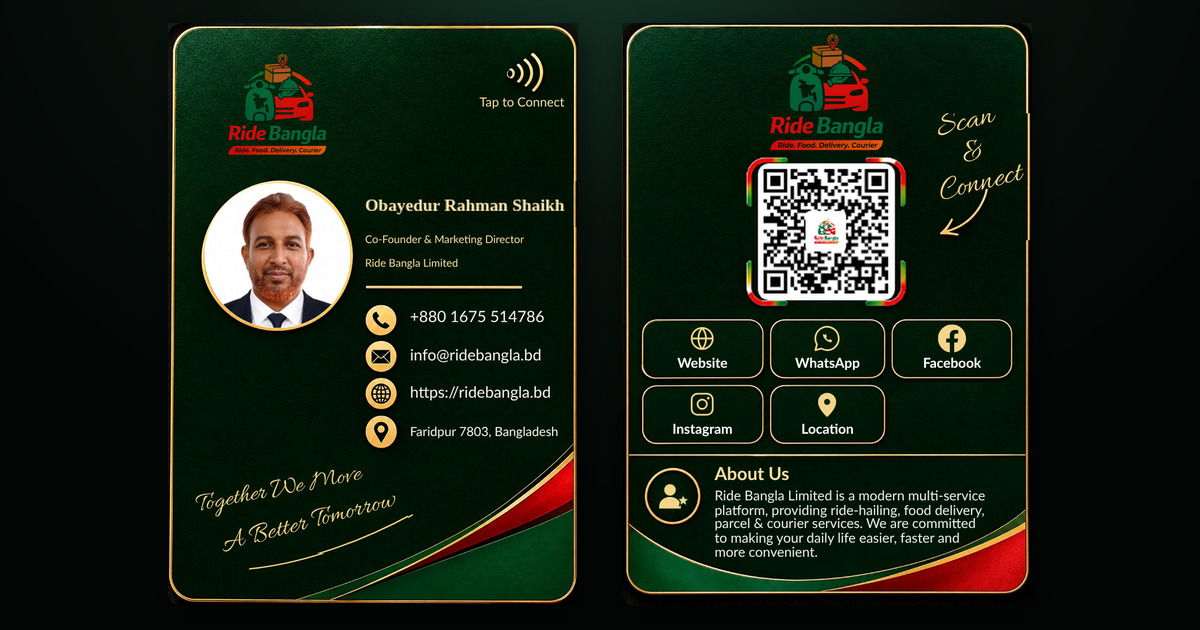 Ride Bangla
Ride. Food. Delivery. Courier
Tap to Connect
Obayedur Rahman Shaikh
Co-Founder & Marketing Director
Ride Bangla Limited
+880 1675 514786
info@ridebangla.bd
https://ridebangla.bd
Faridpur 7803, Bangladesh
Together We Move
A Better Tomorrow
Ride Bangla
Ride. Food. Delivery. Courier
Scan
&
Connect
Ride Bangla
Website
WhatsApp
Facebook
Instagram
Location
About Us
Ride Bangla Limited is a modern multi-service
platform, providing ride-hailing, food delivery,
parcel & courier services. We are committed
to making your daily life easier, faster and
more convenient.